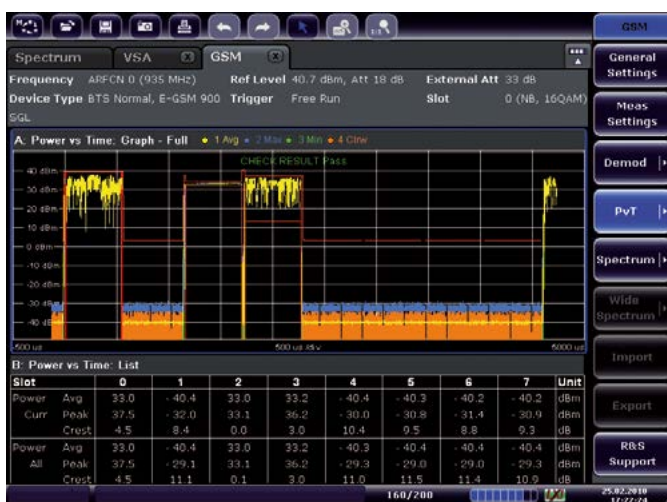 GSM
Spectrum VSA GSM
Frequency ARFCN 0 (935 MHz) Ref Level 40.7 dBm, Att 18 dB External Att 33 dB
Device Type BTS Normal, E-GSM 900 Trigger Free Run Slot 0 (NB, 16QAM)
SGL
A: Power vs Time: Graph - Full 1 Avg 2 Max 3 Min 4 Clrw
CHECK RESULT Pass
40 dBm
30 dBm
20 dBm
10 dBm
0 dBm
-10 dBm
-20 dBm
-30 dBm
-40 dBm
-500 us 500 us 5000 us
B: Power vs Time: List
Slot 0 1 2 3 4 5 6 7 Unit
Power Avg 33.0 - 40.4 33.0 33.2 - 40.4 - 40.3 - 40.2 - 40.2 dBm
Curr Peak 37.5 - 32.0 33.1 36.2 - 30.0 - 30.8 - 31.4 - 30.9 dBm
Crest 4.5 8.4 0.0 3.0 10.4 9.5 8.8 9.3 dB
Power Avg 33.0 - 40.4 33.0 33.2 - 40.3 - 40.4 - 40.4 - 40.4 dBm
All Peak 37.5 - 29.1 33.1 36.2 - 29.3 - 29.0 - 29.0 - 29.3 dBm
Crest 4.5 11.1 0.1 3.0 11.0 11.5 11.4 10.9 dB
160/200
25.02.2010
17:22:24
General
Settings
Meas
Settings
Demod
PvT
Spectrum
Wide
Spectrum
Import
Export
R&S
Support